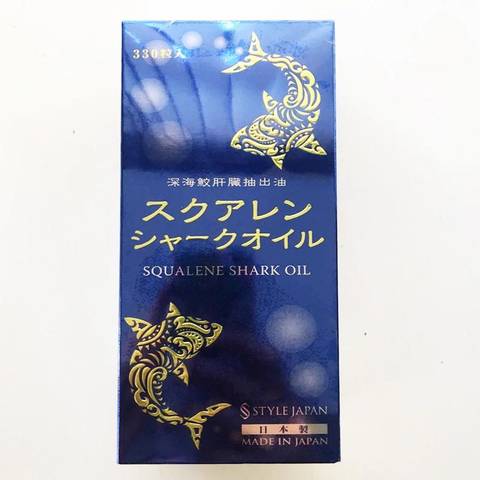 330粒入
深海鮫肝臓抽出油
スクアレン
シャークオイル
SQUALENE SHARK OIL
STYLE JAPAN
日本製
MADE IN JAPAN